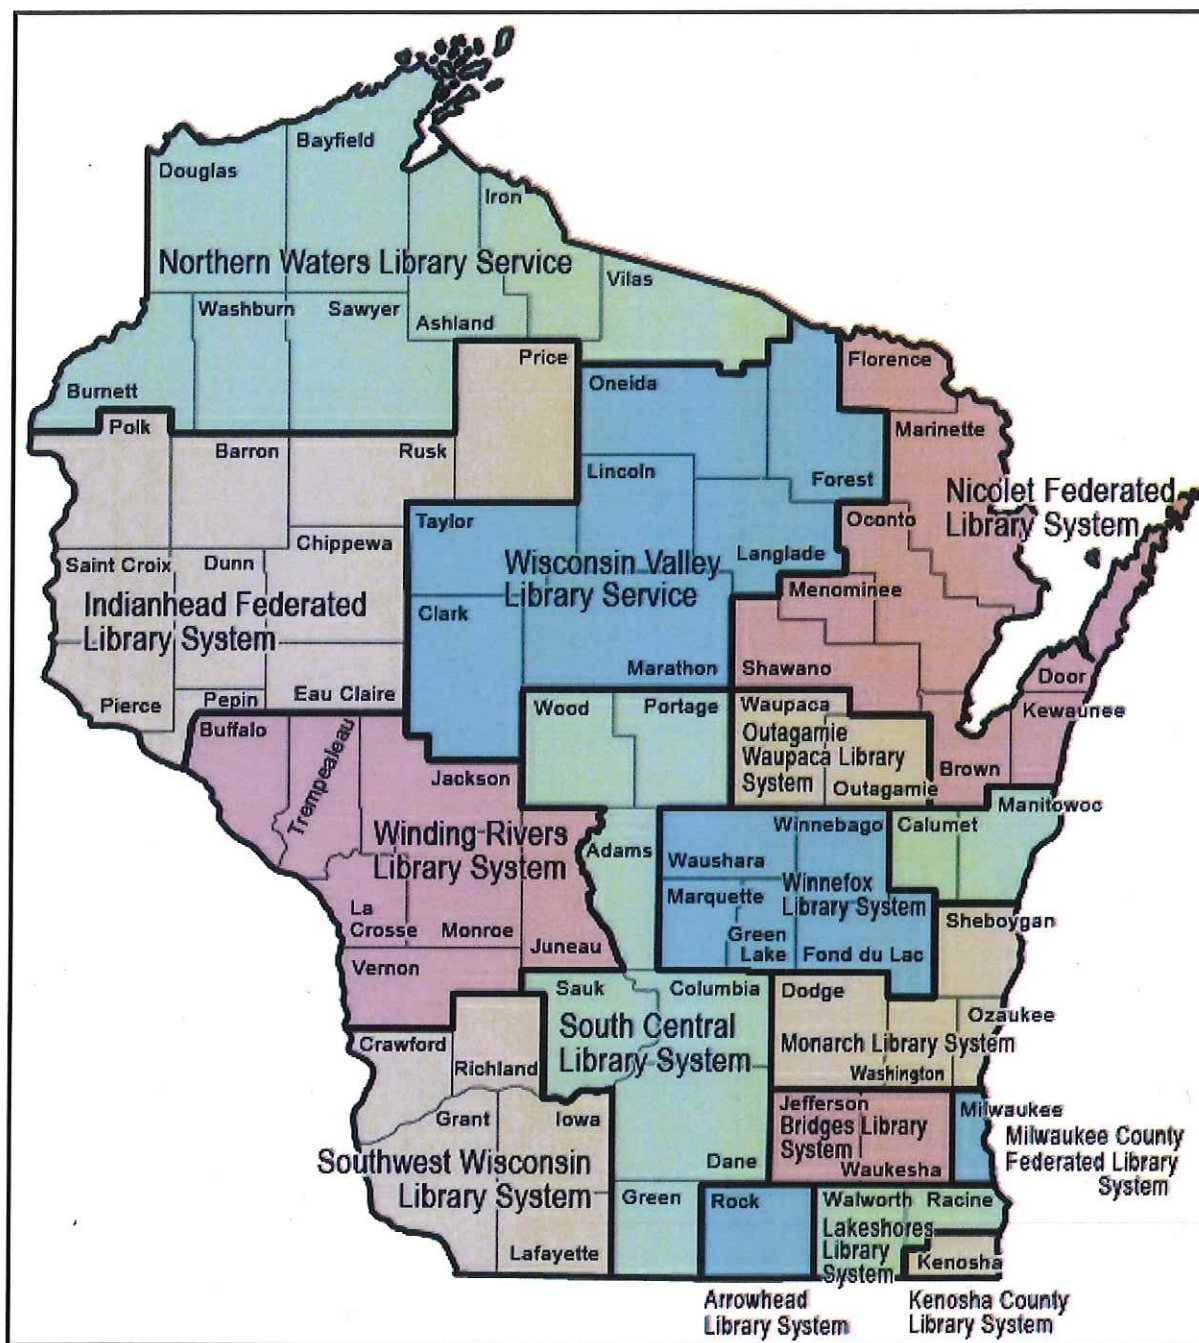 Bayfield
Douglas
Iron
Northern Waters Library Service
Vilas
Washburn
Sawyer
Ashland
Price
Florence
Burnett
Oneida
Polk
Marinette
Barron
Rusk
Lincoln
Forest
Nicolet Federated
Library System
Taylor
Oconto
Chippewa
Langlade
Saint Croix
Dunn
Wisconsin Valley
Library Service
Menominee
Indianhead Federated
Library System
Clark
Marathon
Shawano
Door
Pierce
Pepin
Eau Claire
Wood
Portage
Waupaca
Kewaunee
Buffalo
Outagamie
Waupaca Library
System
Trempealeau
Jackson
Brown
Outagamie
Manitowoc
Winding Rivers
Library System
Adams
Winnebago
Calumet
Waushara
Marquette
Winnefox
Library System
La
Crosse
Monroe
Juneau
Green
Lake
Fond du Lac
Sheboygan
Vernon
Sauk
Columbia
Dodge
Ozaukee
South Central
Library System
Crawford
Richland
Monarch Library System
Washington
Grant
Iowa
Jefferson
Bridges Library
System
Milwaukee
Milwaukee County
Federated Library
System
Southwest Wisconsin
Library System
Dane
Waukesha
Green
Rock
Walworth
Racine
Lakeshores
Library
System
Lafayette
Kenosha
Arrowhead
Library System
Kenosha County
Library System